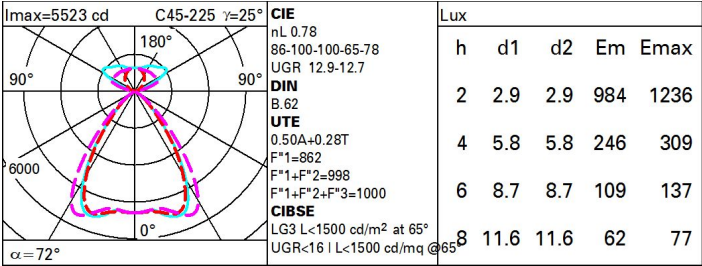 Imax=5523 cd C45-225 γ=25°
180°
90° 90°
6000
0°
α=72°
CIE
nL 0.78
86-100-100-65-78
UGR 12.9-12.7
DIN
B.62
UTE
0.50A+0.28T
F"1=862
F"1+F"2=998
F"1+F"2+F"3=1000
CIBSE
LG3 L<1500 cd/m² at 65°
UGR<16 | L<1500 cd/mq @65°
Lux
h d1 d2 Em Emax
2 2.9 2.9 984 1236
4 5.8 5.8 246 309
6 8.7 8.7 109 137
8 11.6 11.6 62 77